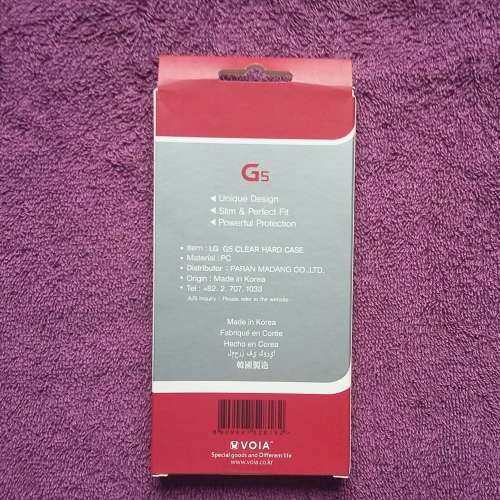 G5
Unique Design
Slim & Perfect Fit
Powerful Protection
Item : LG G5 CLEAR HARD CASE
Material : PC
Distributor : PARAN MADANG CO.,LTD.
Origin : Made in Korea
Tel : +82. 2. 707. 1033
A/S Inquiry : Please refer to the website
Made in Korea
Fabriqué en Corée
Hecho en Corea
韓國製造
VOIA™
Special goods and Different life
www.voia.co.kr